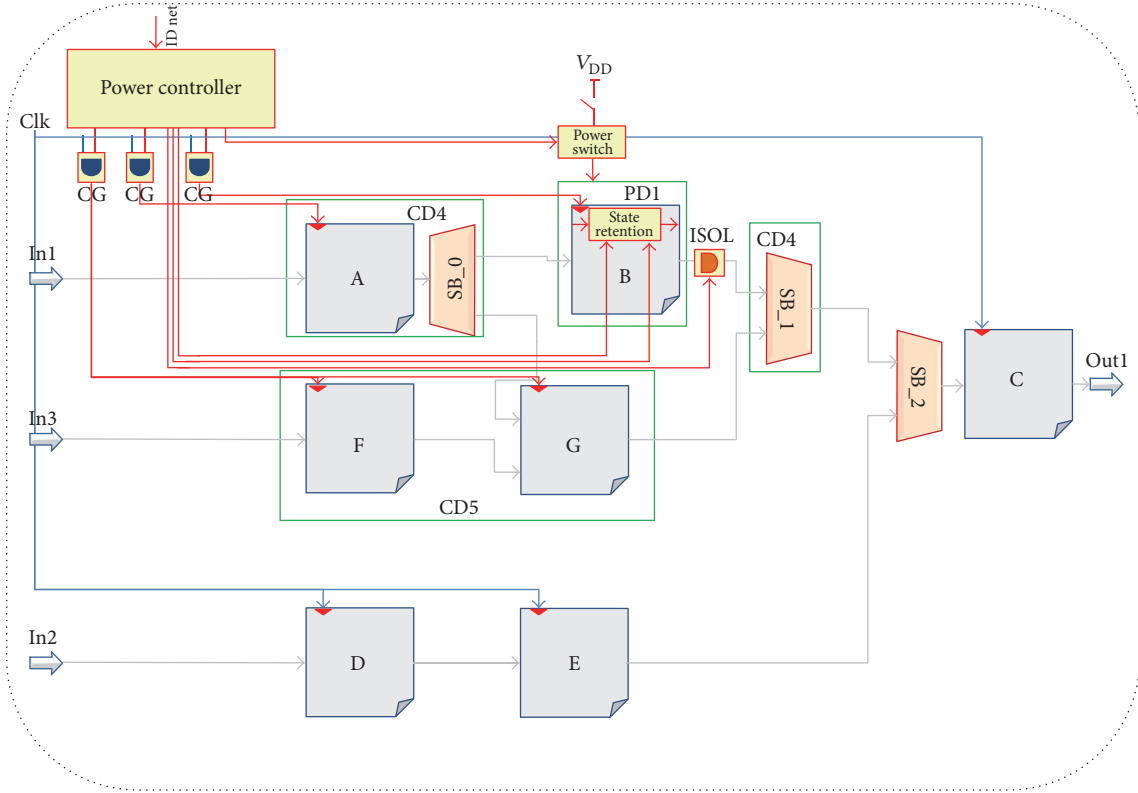 ID net
Power controller
V_DD
Clk
Power
switch
CG
CG
CG
CD4
PD1
State
retention
ISOL
CD4
In1
A
SB_0
B
SB_1
Out1
SB_2
C
In3
F
G
CD5
In2
D
E